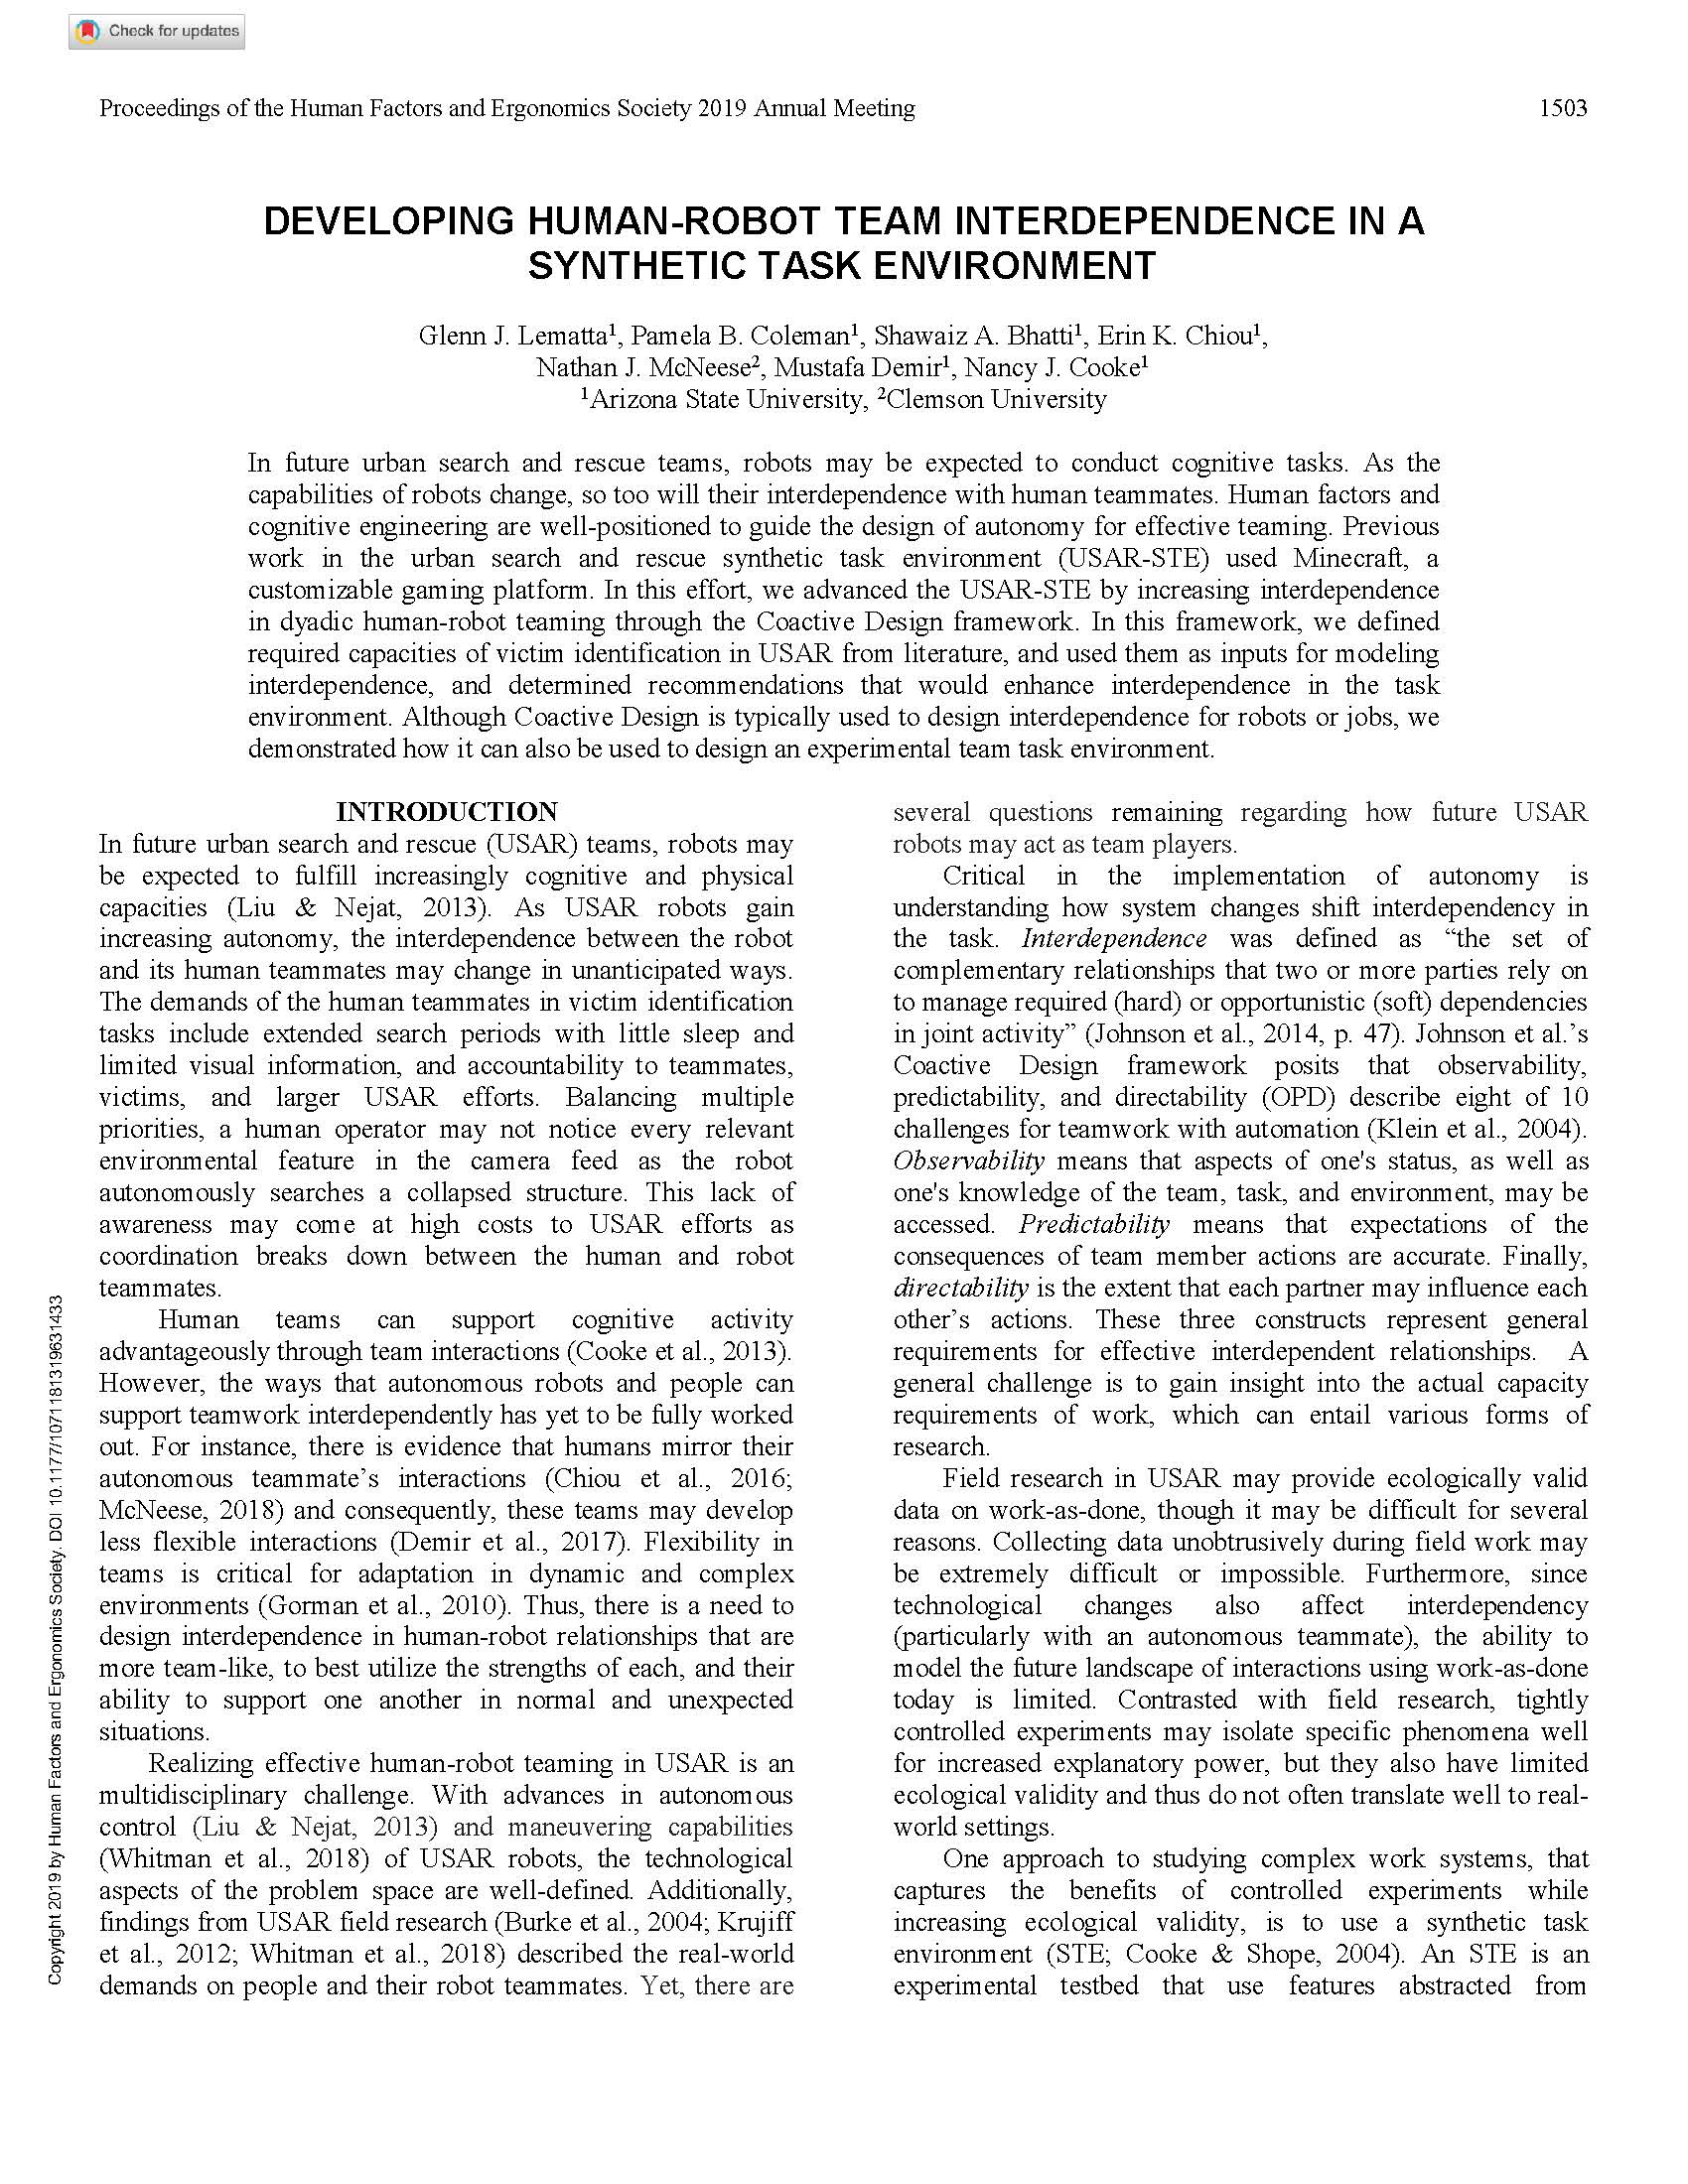 Check for updates
Proceedings of the Human Factors and Ergonomics Society 2019 Annual Meeting 1503
DEVELOPING HUMAN-ROBOT TEAM INTERDEPENDENCE IN A
SYNTHETIC TASK ENVIRONMENT
Glenn J. Lematta¹, Pamela B. Coleman¹, Shawaiz A. Bhatti¹, Erin K. Chiou¹,
Nathan J. McNeese², Mustafa Demir¹, Nancy J. Cooke¹
¹Arizona State University, ²Clemson University
In future urban search and rescue teams, robots may be expected to conduct cognitive tasks. As the
capabilities of robots change, so too will their interdependence with human teammates. Human factors and
cognitive engineering are well-positioned to guide the design of autonomy for effective teaming. Previous
work in the urban search and rescue synthetic task environment (USAR-STE) used Minecraft, a
customizable gaming platform. In this effort, we advanced the USAR-STE by increasing interdependence
in dyadic human-robot teaming through the Coactive Design framework. In this framework, we defined
required capacities of victim identification in USAR from literature, and used them as inputs for modeling
interdependence, and determined recommendations that would enhance interdependence in the task
environment. Although Coactive Design is typically used to design interdependence for robots or jobs, we
demonstrated how it can also be used to design an experimental team task environment.
INTRODUCTION
In future urban search and rescue (USAR) teams, robots may
be expected to fulfill increasingly cognitive and physical
capacities (Liu & Nejat, 2013). As USAR robots gain
increasing autonomy, the interdependence between the robot
and its human teammates may change in unanticipated ways.
The demands of the human teammates in victim identification
tasks include extended search periods with little sleep and
limited visual information, and accountability to teammates,
victims, and larger USAR efforts. Balancing multiple
priorities, a human operator may not notice every relevant
environmental feature in the camera feed as the robot
autonomously searches a collapsed structure. This lack of
awareness may come at high costs to USAR efforts as
coordination breaks down between the human and robot
teammates.
Human teams can support cognitive activity
advantageously through team interactions (Cooke et al., 2013).
However, the ways that autonomous robots and people can
support teamwork interdependently has yet to be fully worked
out. For instance, there is evidence that humans mirror their
autonomous teammate’s interactions (Chiou et al., 2016;
McNeese, 2018) and consequently, these teams may develop
less flexible interactions (Demir et al., 2017). Flexibility in
teams is critical for adaptation in dynamic and complex
environments (Gorman et al., 2010). Thus, there is a need to
design interdependence in human-robot relationships that are
more team-like, to best utilize the strengths of each, and their
ability to support one another in normal and unexpected
situations.
Realizing effective human-robot teaming in USAR is an
multidisciplinary challenge. With advances in autonomous
control (Liu & Nejat, 2013) and maneuvering capabilities
(Whitman et al., 2018) of USAR robots, the technological
aspects of the problem space are well-defined. Additionally,
findings from USAR field research (Burke et al., 2004; Krujiff
et al., 2012; Whitman et al., 2018) described the real-world
demands on people and their robot teammates. Yet, there are
several questions remaining regarding how future USAR
robots may act as team players.
Critical in the implementation of autonomy is
understanding how system changes shift interdependency in
the task. Interdependence was defined as “the set of
complementary relationships that two or more parties rely on
to manage required (hard) or opportunistic (soft) dependencies
in joint activity” (Johnson et al., 2014, p. 47). Johnson et al.’s
Coactive Design framework posits that observability,
predictability, and directability (OPD) describe eight of 10
challenges for teamwork with automation (Klein et al., 2004).
Observability means that aspects of one's status, as well as
one's knowledge of the team, task, and environment, may be
accessed. Predictability means that expectations of the
consequences of team member actions are accurate. Finally,
directability is the extent that each partner may influence each
other’s actions. These three constructs represent general
requirements for effective interdependent relationships. A
general challenge is to gain insight into the actual capacity
requirements of work, which can entail various forms of
research.
Field research in USAR may provide ecologically valid
data on work-as-done, though it may be difficult for several
reasons. Collecting data unobtrusively during field work may
be extremely difficult or impossible. Furthermore, since
technological changes also affect interdependency
(particularly with an autonomous teammate), the ability to
model the future landscape of interactions using work-as-done
today is limited. Contrasted with field research, tightly
controlled experiments may isolate specific phenomena well
for increased explanatory power, but they also have limited
ecological validity and thus do not often translate well to real-
world settings.
One approach to studying complex work systems, that
captures the benefits of controlled experiments while
increasing ecological validity, is to use a synthetic task
environment (STE; Cooke & Shope, 2004). An STE is an
experimental testbed that use features abstracted from
Copyright 2019 by Human Factors and Ergonomics Society. DOI 10.1177/1071181319631433